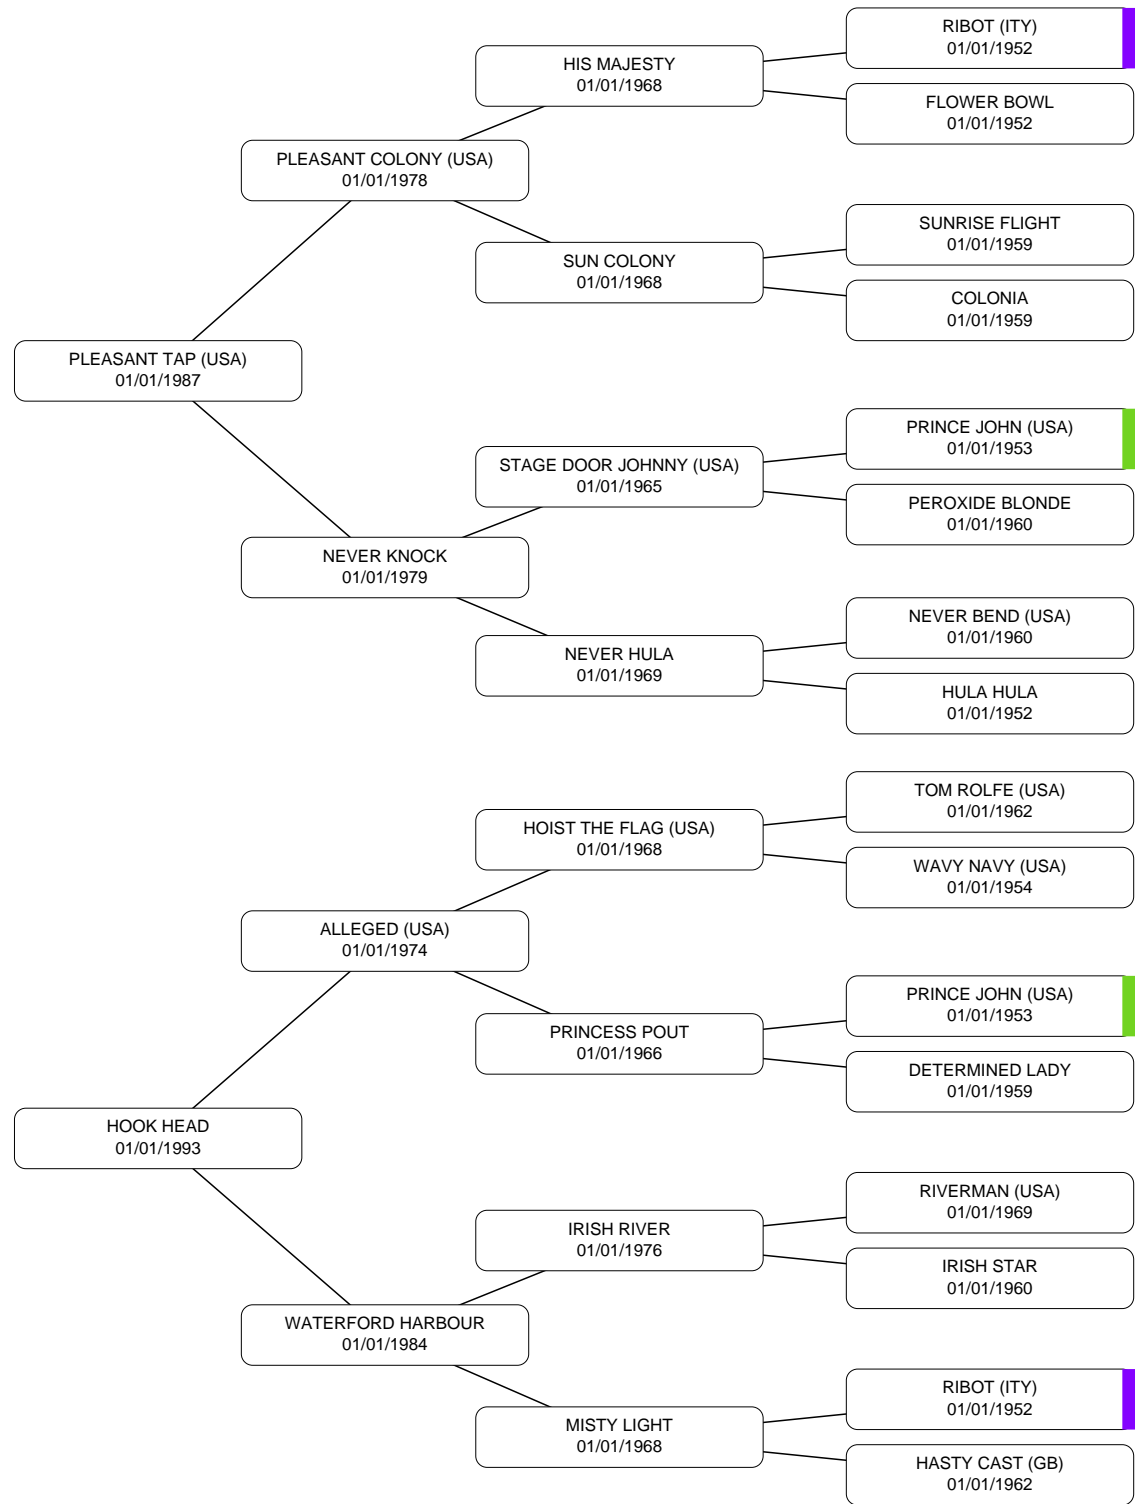 RIBOT (ITY)
01/01/1952
HIS MAJESTY
01/01/1968
FLOWER BOWL
01/01/1952
PLEASANT COLONY (USA)
01/01/1978
SUNRISE FLIGHT
01/01/1959
SUN COLONY
01/01/1968
COLONIA
01/01/1959
PLEASANT TAP (USA)
01/01/1987
PRINCE JOHN (USA)
01/01/1953
STAGE DOOR JOHNNY (USA)
01/01/1965
PEROXIDE BLONDE
01/01/1960
NEVER KNOCK
01/01/1979
NEVER BEND (USA)
01/01/1960
NEVER HULA
01/01/1969
HULA HULA
01/01/1952
TOM ROLFE (USA)
01/01/1962
HOIST THE FLAG (USA)
01/01/1968
WAVY NAVY (USA)
01/01/1954
ALLEGED (USA)
01/01/1974
PRINCE JOHN (USA)
01/01/1953
PRINCESS POUT
01/01/1966
DETERMINED LADY
01/01/1959
HOOK HEAD
01/01/1993
RIVERMAN (USA)
01/01/1969
IRISH RIVER
01/01/1976
IRISH STAR
01/01/1960
WATERFORD HARBOUR
01/01/1984
RIBOT (ITY)
01/01/1952
MISTY LIGHT
01/01/1968
HASTY CAST (GB)
01/01/1962